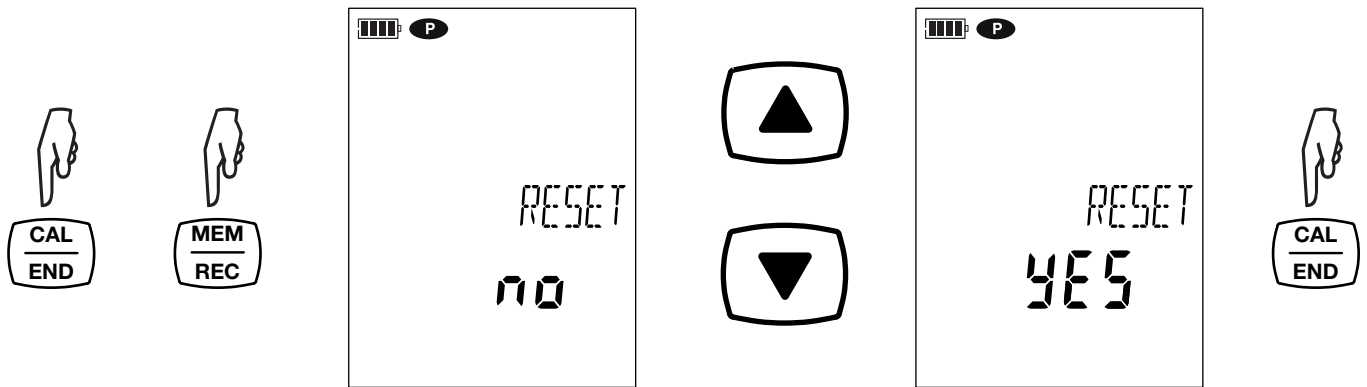 CAL
END
MEM
REC
P
RESET
no
P
RESET
YES
CAL
END